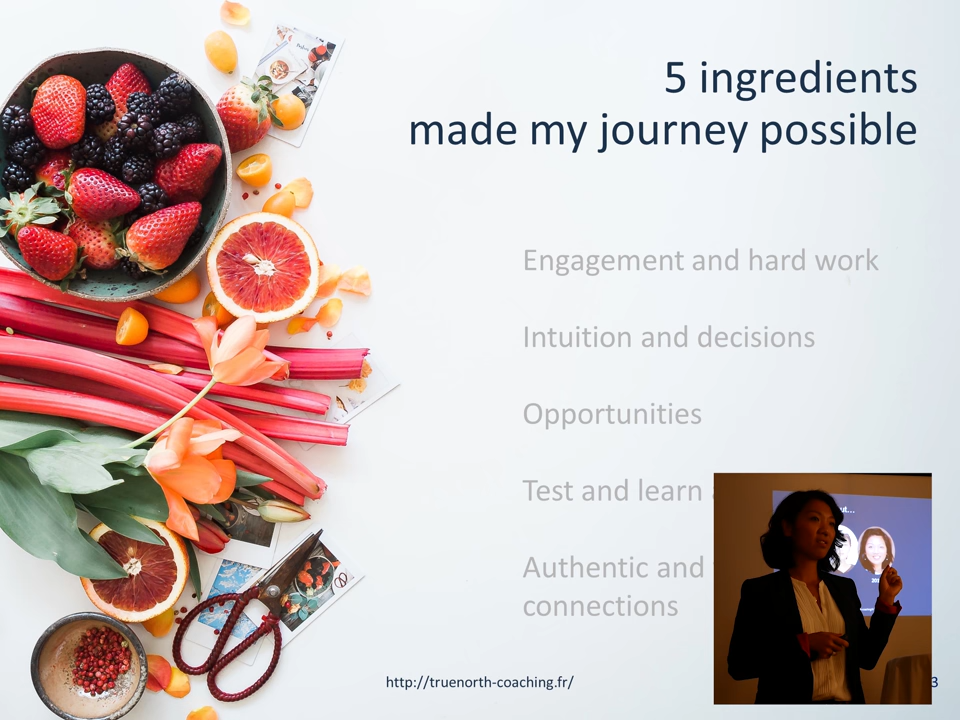 5 ingredients
made my journey possible
Engagement and hard work
Intuition and decisions
Opportunities
Test and learn
Authentic and
connections
http://truenorth-coaching.fr/
3